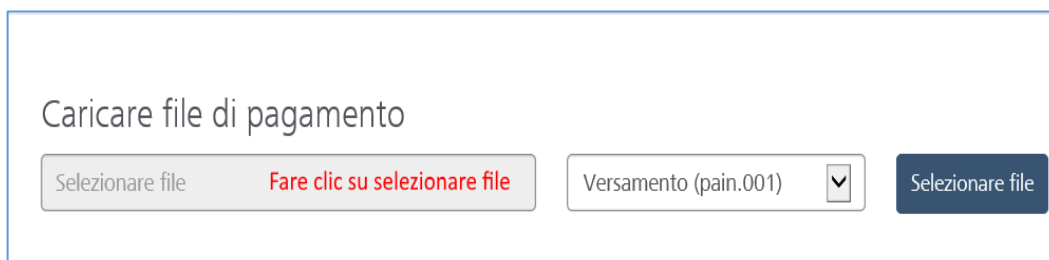 Caricare file di pagamento
Selezionare file Fare clic su selezionare file Versamento (pain.001) Selezionare file